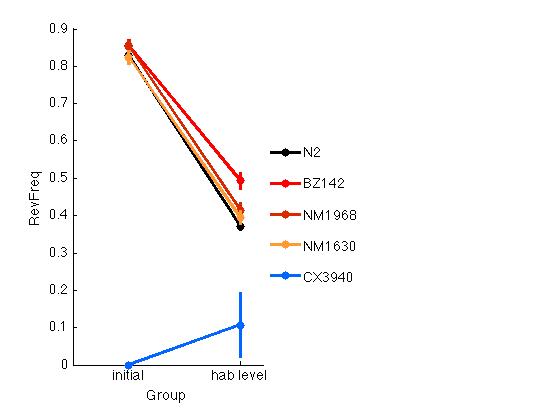 0.9
0.8
0.7
0.6
0.5
0.4
0.3
0.2
0.1
0
RevFreq
initial
hab level
Group
N2
BZ142
NM1968
NM1630
CX3940